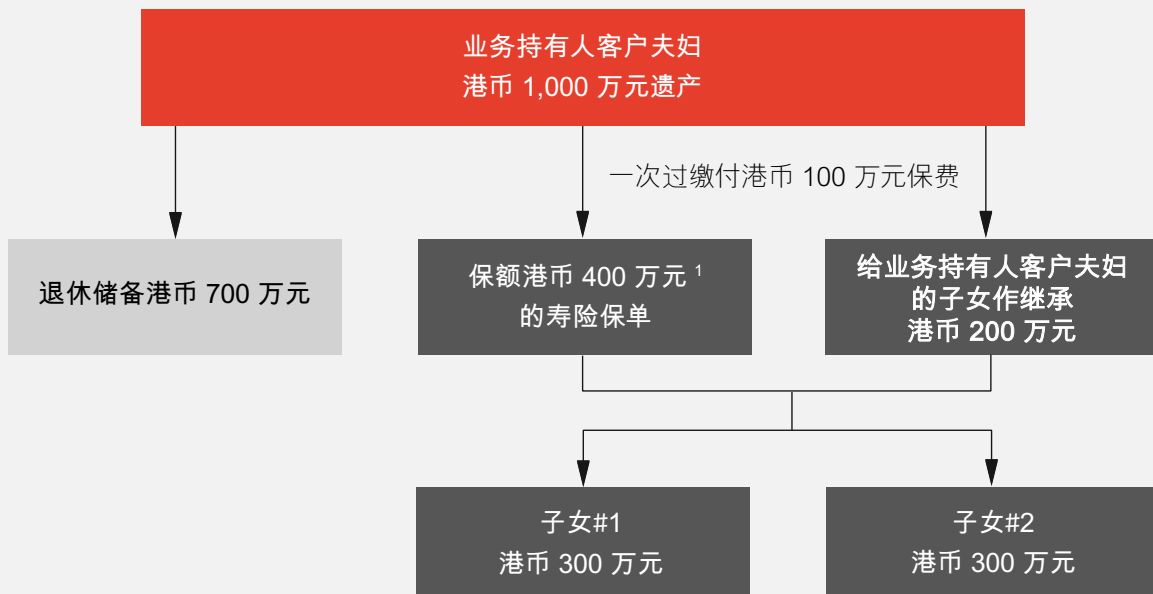 业务持有人客户夫妇
港币 1,000 万元遗产
一次过缴付港币 100 万元保费
退休储备港币 700 万元
保额港币 400 万元 1
的寿险保单
给业务持有人客户夫妇
的子女作继承
港币 200 万元
子女#1
港币 300 万元
子女#2
港币 300 万元